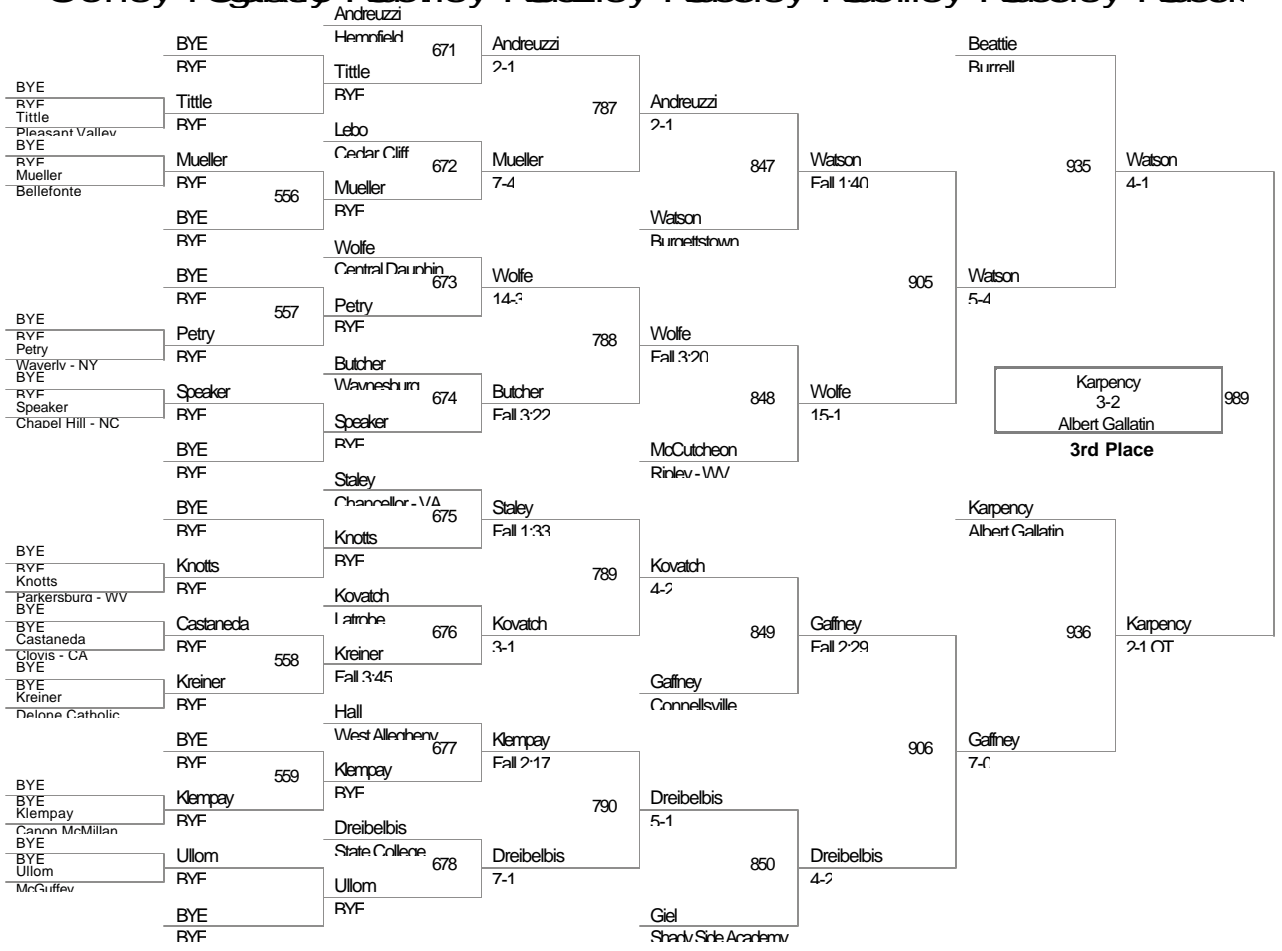 BYE
BYE
Tittle
Pleasant Valley
BYE
BYE
Mueller
Bellefonte
BYE
BYE
Petry
Waverly - NY
BYE
BYE
Speaker
Chapel Hill - NC
BYE
BYE
Knotts
Parkersburg - WV
BYE
BYE
Castaneda
Clovis - CA
BYE
BYE
Kreiner
Delone Catholic
BYE
BYE
Klempay
Canon McMillan
BYE
BYE
Ullom
McGuffey
BYE
BYE
Tittle
BYE
Mueller
BYE
556
BYE
BYE
BYE
BYE
557
Petry
BYE
Speaker
BYE
BYE
BYE
BYE
BYE
Knotts
BYE
Castaneda
BYE
558
Kreiner
BYE
BYE
BYE
559
Klempay
BYE
Ullom
BYE
BYE
BYE
Andreuzzi
Hempfield
671
Tittle
BYE
Lebo
Cedar Cliff
672
Mueller
BYE
Wolfe
Central Dauphin
673
Petry
BYE
Butcher
Waynesburg
674
Speaker
BYE
Staley
Chancellor - VA
675
Knotts
BYE
Kovatch
Latrobe
676
Kreiner
Fall 3:45
Hall
West Allegheny
677
Klempay
BYE
Dreibelbis
State College
678
Ullom
BYE
Andreuzzi
2-1
787
Mueller
7-4
Wolfe
14-3
788
Butcher
Fall 3:22
Staley
Fall 1:33
789
Kovatch
3-1
Klempay
Fall 2:17
790
Dreibelbis
7-1
Andreuzzi
2-1
847
Watson
Burgettstown
Wolfe
Fall 3:20
848
McCutcheon
Ripley - WV
Kovatch
4-2
849
Gaffney
Connellsville
Dreibelbis
5-1
850
Giel
Shady Side Academy
Watson
Fall 1:40
905
Wolfe
15-1
Gaffney
Fall 2:29
906
Dreibelbis
4-2
Beattie
Burrell
935
Watson
5-4
Karpency
Albert Gallatin
936
Gaffney
7-0
Watson
4-1
Karpency
2-1 OT
Karpency
3-2
Albert Gallatin
989
3rd Place